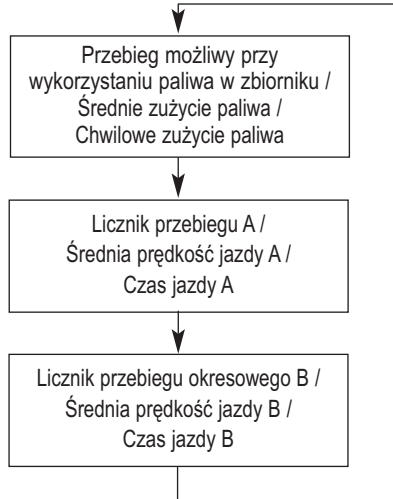 Przebieg możliwy przy
wykorzystaniu paliwa w zbiorniku /
Średnie zużycie paliwa /
Chwilowe zużycie paliwa
Licznik przebiegu A /
Średnia prędkość jazdy A /
Czas jazdy A
Licznik przebiegu okresowego B /
Średnia prędkość jazdy B /
Czas jazdy B